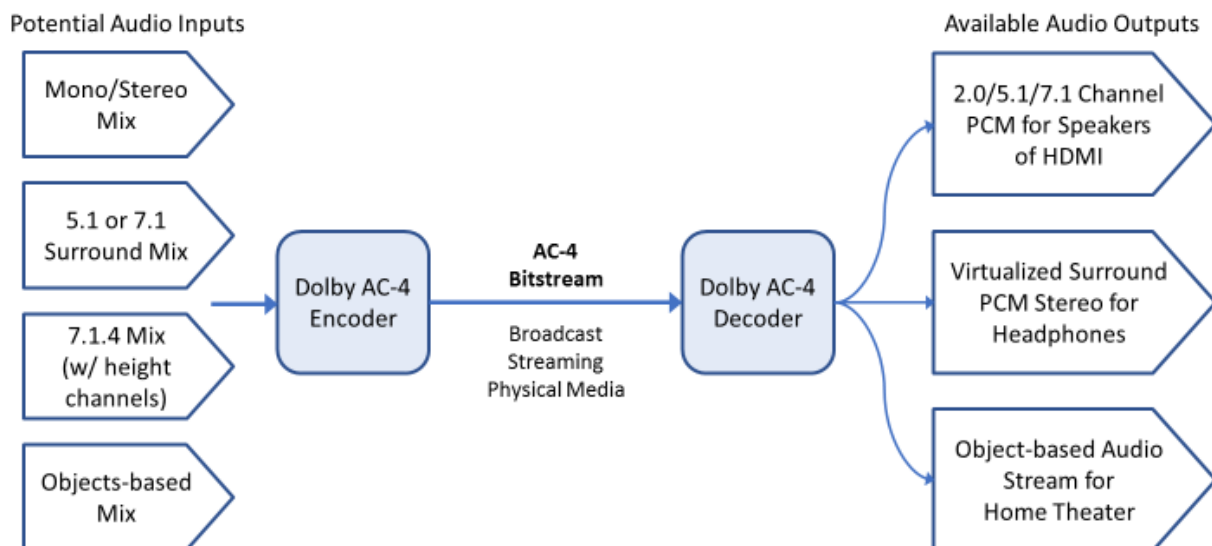 Potential Audio Inputs
Mono/Stereo
Mix
5.1 or 7.1
Surround Mix
7.1.4 Mix
(w/ height
channels)
Objects-based
Mix
Dolby AC-4
Encoder
AC-4
Bitstream
Broadcast
Streaming
Physical Media
Dolby AC-4
Decoder
Available Audio Outputs
2.0/5.1/7.1 Channel
PCM for Speakers
of HDMI
Virtualized Surround
PCM Stereo for
Headphones
Object-based Audio
Stream for
Home Theater